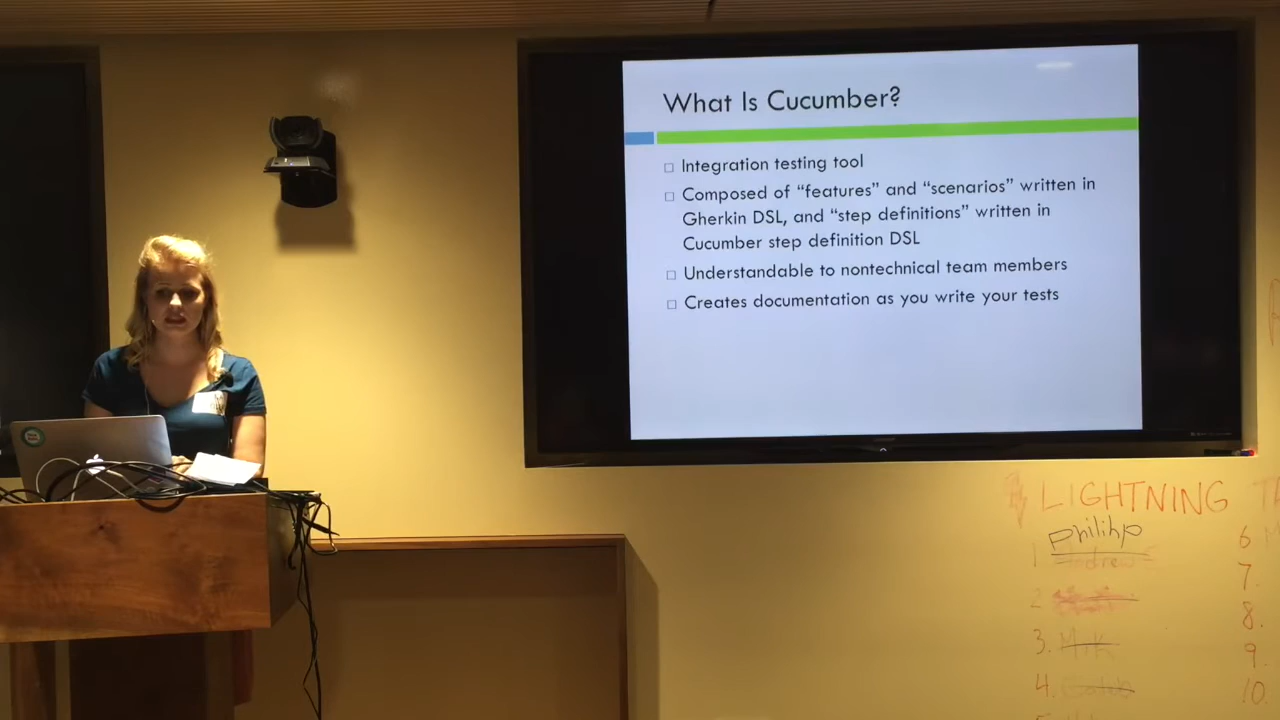 What Is Cucumber?
Integration testing tool
Composed of “features” and “scenarios” written in
Gherkin DSL, and “step definitions” written in
Cucumber step definition DSL
Understandable to nontechnical team members
Creates documentation as you write your tests
LIGHTNING
philihp
1 Andrew
2
3. Mik
4.
6
7.
8.
9.
10.